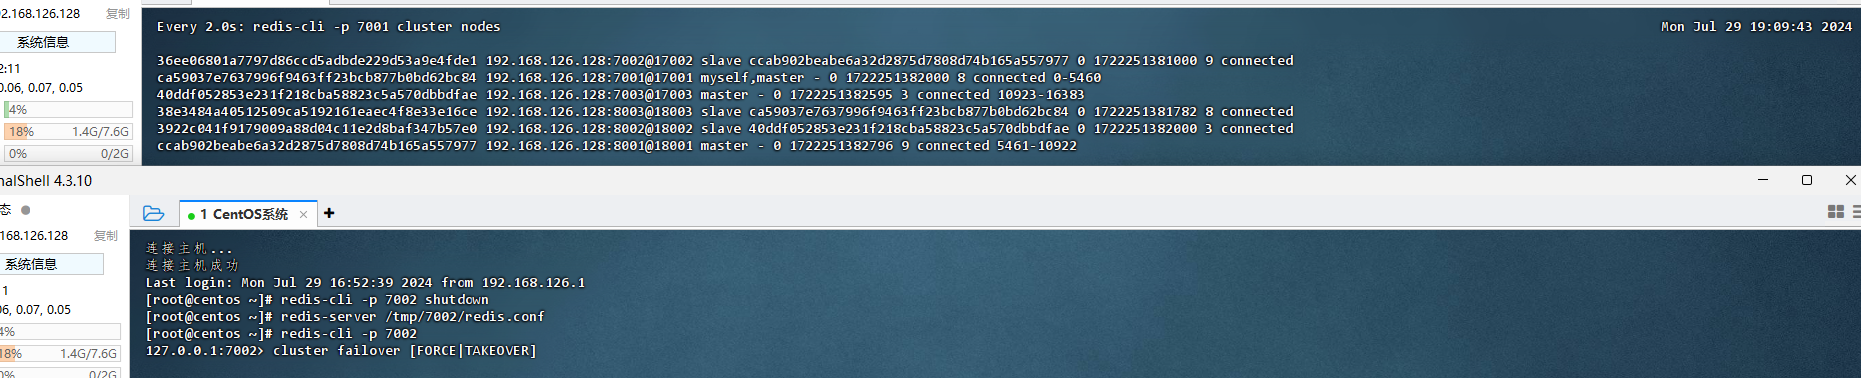 92.168.126.128 复制
系统信息
2:11
0.06, 0.07, 0.05
4%
18% 1.4G/7.6G
0% 0/2G
Every 2.0s: redis-cli -p 7001 cluster nodes Mon Jul 29 19:09:43 2024
36ee06801a7797d86ccd5adbde229d53a9e4fde1 192.168.126.128:7002@17002 slave ccab902beabe6a32d2875d7808d74b165a557977 0 1722251381000 9 connected
ca59037e7637996f9463ff23bcb877b0bd62bc84 192.168.126.128:7001@17001 myself,master - 0 1722251382000 8 connected 0-5460
40ddf052853e231f218cba58823c5a570dbbdfae 192.168.126.128:7003@17003 master - 0 1722251382595 3 connected 10923-16383
38e3484a40512509ca5192161eaec4f8e33e16ce 192.168.126.128:8003@18003 slave ca59037e7637996f9463ff23bcb877b0bd62bc84 0 1722251381782 8 connected
3922c041f9179009a88d04c11e2d8baf347b57e0 192.168.126.128:8002@18002 slave 40ddf052853e231f218cba58823c5a570dbbdfae 0 1722251382000 3 connected
ccab902beabe6a32d2875d7808d74b165a557977 192.168.126.128:8001@18001 master - 0 1722251382796 9 connected 5461-10922
nalShell 4.3.10
态
1 CentOS系统
.168.126.128 复制
系统信息
:11
06, 0.07, 0.05
4%
18% 1.4G/7.6G
0% 0/2G
连接主机...
连接主机成功
Last login: Mon Jul 29 16:52:39 2024 from 192.168.126.1
[root@centos ~]# redis-cli -p 7002 shutdown
[root@centos ~]# redis-server /tmp/7002/redis.conf
[root@centos ~]# redis-cli -p 7002
127.0.0.1:7002> cluster failover [FORCE|TAKEOVER]